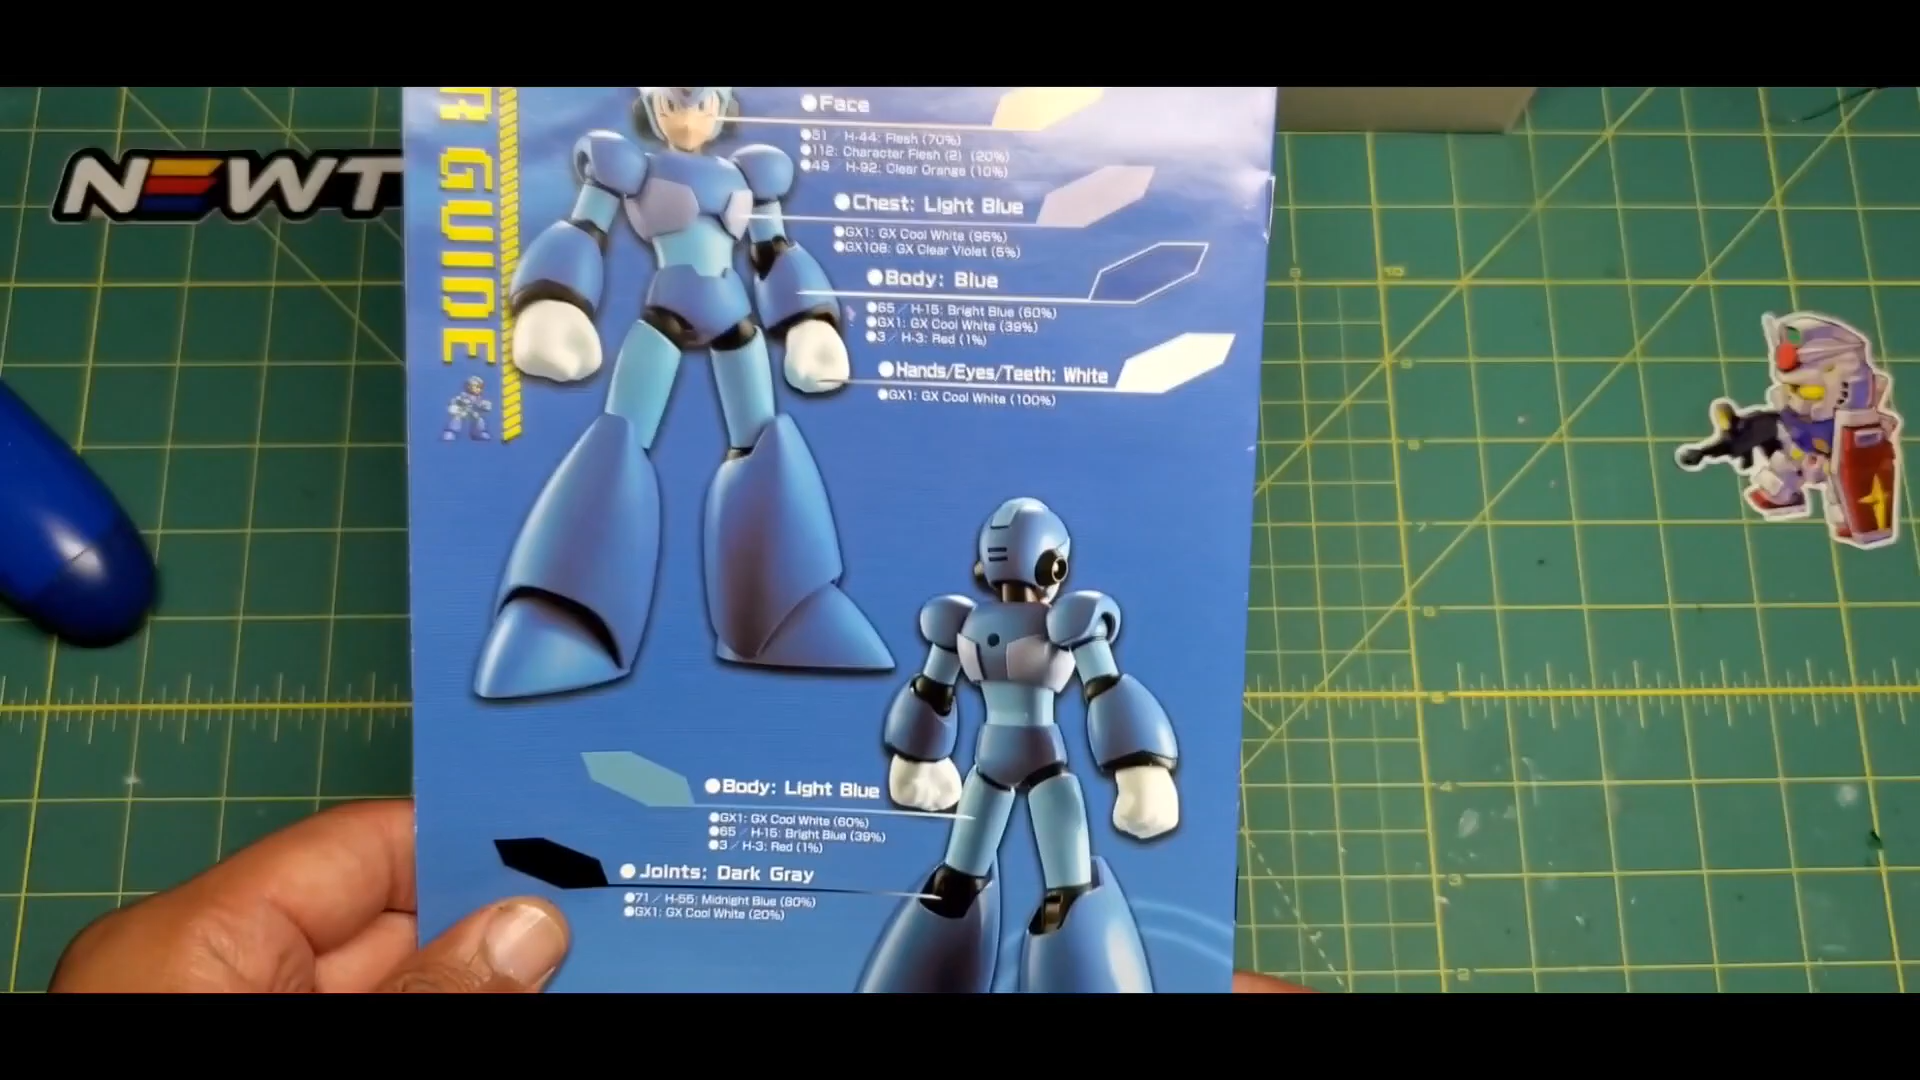 NEWT
R GUIDE
●Face
●51 / H-44: Flesh (70%)
●112: Character Flesh (2) (20%)
●49 H-92: Clear Orange (10%)
●Chest: Light Blue
●GX1: GX Cool White (95%)
●GX108: GX Clear Violet (5%)
●Body: Blue
●65 / H-15: Bright Blue (60%)
●GX1: GX Cool White (39%)
●3 / H-3: Red (1%)
●Hands/Eyes/Teeth: White
●GX1: GX Cool White (100%)
●Body: Light Blue
●GX1: GX Cool White (60%)
●65 / H-15: Bright Blue (39%)
●3 / H-3: Red (1%)
●Joints: Dark Gray
●71 / H-55: Midnight Blue (80%)
●GX1: GX Cool White (20%)